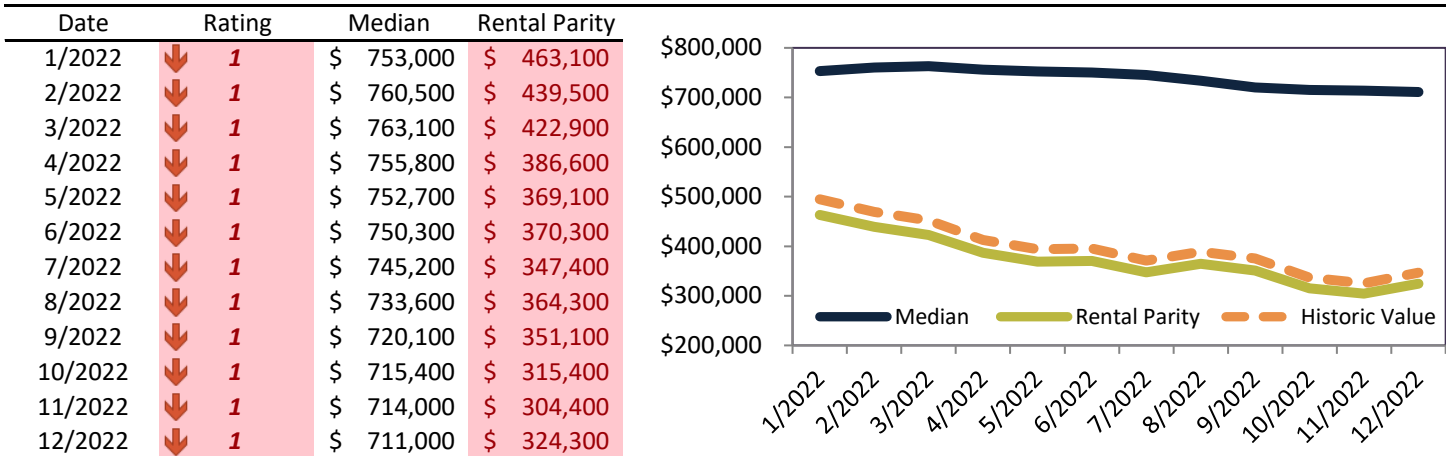 Date Rating Median Rental Parity
1/2022 1 $ 753,000 $ 463,100
2/2022 1 $ 760,500 $ 439,500
3/2022 1 $ 763,100 $ 422,900
4/2022 1 $ 755,800 $ 386,600
5/2022 1 $ 752,700 $ 369,100
6/2022 1 $ 750,300 $ 370,300
7/2022 1 $ 745,200 $ 347,400
8/2022 1 $ 733,600 $ 364,300
9/2022 1 $ 720,100 $ 351,100
10/2022 1 $ 715,400 $ 315,400
11/2022 1 $ 714,000 $ 304,400
12/2022 1 $ 711,000 $ 324,300
$800,000
$700,000
$600,000
$500,000
$400,000
$300,000
$200,000
Median Rental Parity Historic Value
1/2022 2/2022 3/2022 4/2022 5/2022 6/2022 7/2022 8/2022 9/2022 10/2022 11/2022 12/2022